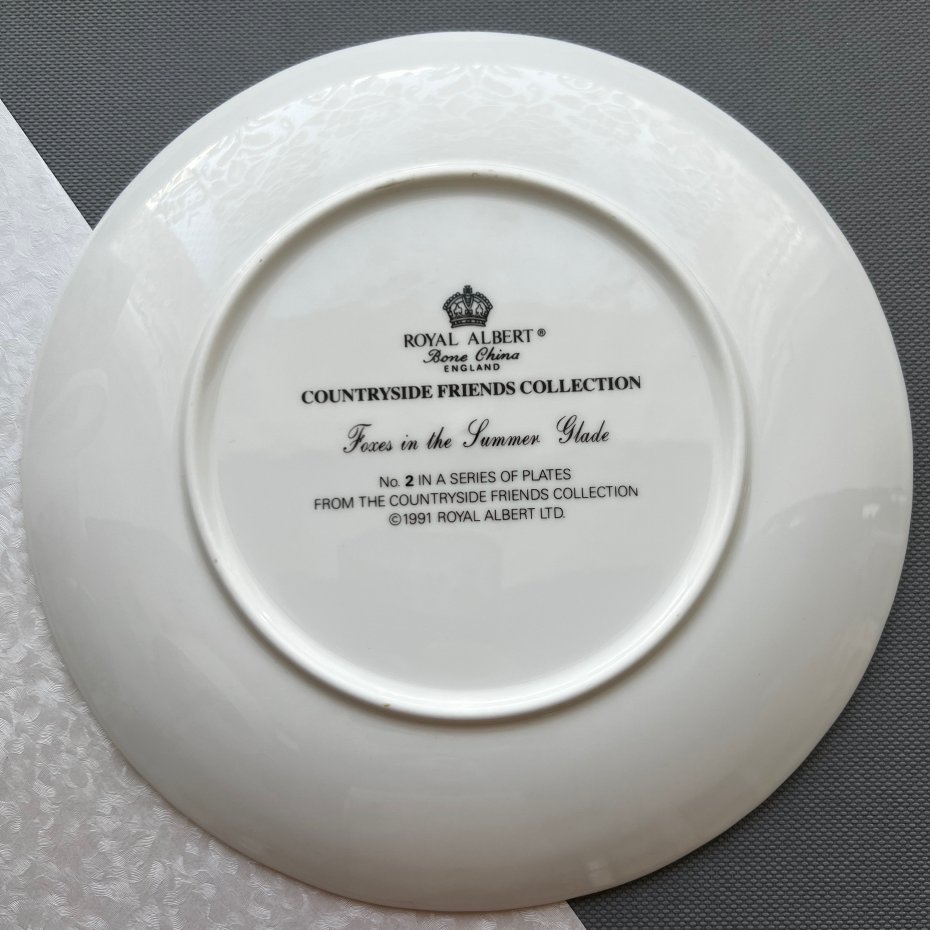 ROYAL ALBERT®
Bone China
ENGLAND
COUNTRYSIDE FRIENDS COLLECTION
Foxes in the Summer Glade
No. 2 IN A SERIES OF PLATES
FROM THE COUNTRYSIDE FRIENDS COLLECTION
©1991 ROYAL ALBERT LTD.